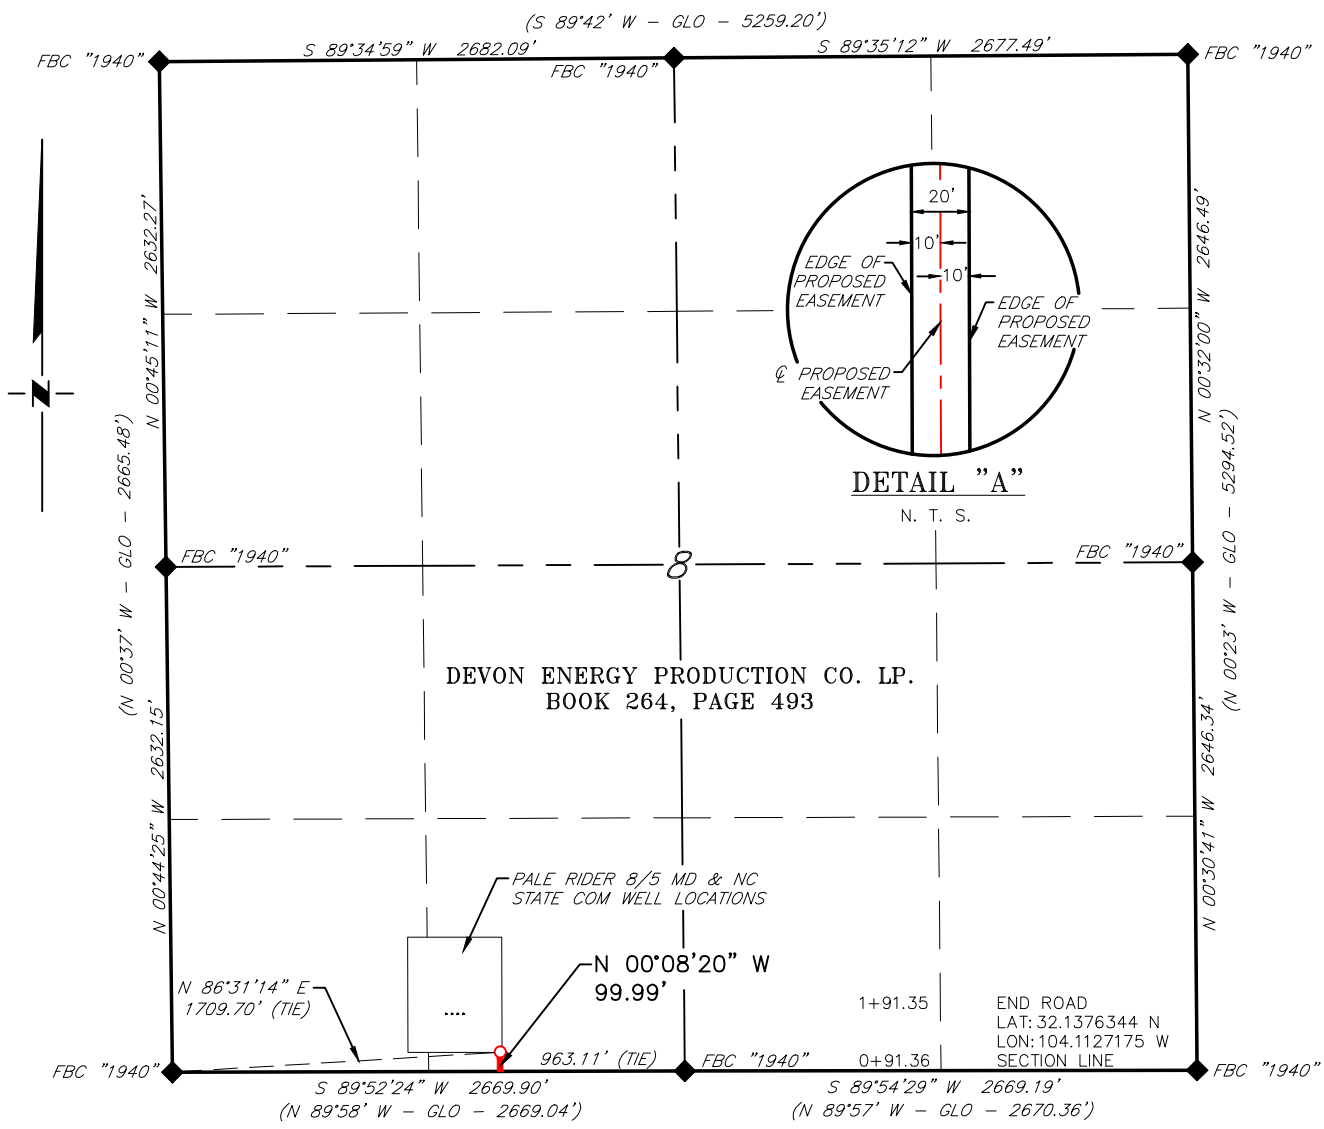 (S 89°42' W - GLO - 5259.20')
S 89°34'59" W 2682.09'
S 89°35'12" W 2677.49'
FBC "1940"
FBC "1940"
FBC "1940"
N 00°45'11" W 2632.27'
N 00°32'00" W 2646.49'
20'
10'
10'
EDGE OF
PROPOSED
EASEMENT
EDGE OF
PROPOSED
EASEMENT
℄ PROPOSED
EASEMENT
DETAIL "A"
N. T. S.
N
(N 00°37' W - GLO - 2665.48')
(N 00°23' W - GLO - 5294.52')
FBC "1940"
8
FBC "1940"
DEVON ENERGY PRODUCTION CO. LP.
BOOK 264, PAGE 493
N 00°44'25" W 2632.15'
N 00°30'41" W 2646.34'
PALE RIDER 8/5 MD & NC
STATE COM WELL LOCATIONS
N 00°08'20" W
99.99'
N 86°31'14" E
1709.70' (TIE)
1+91.35
END ROAD
LAT: 32.1376344 N
LON: 104.1127175 W
0+91.36
SECTION LINE
963.11' (TIE)
FBC "1940"
FBC "1940"
FBC "1940"
S 89°52'24" W 2669.90'
(N 89°58' W - GLO - 2669.04')
S 89°54'29" W 2669.19'
(N 89°57' W - GLO - 2670.36')